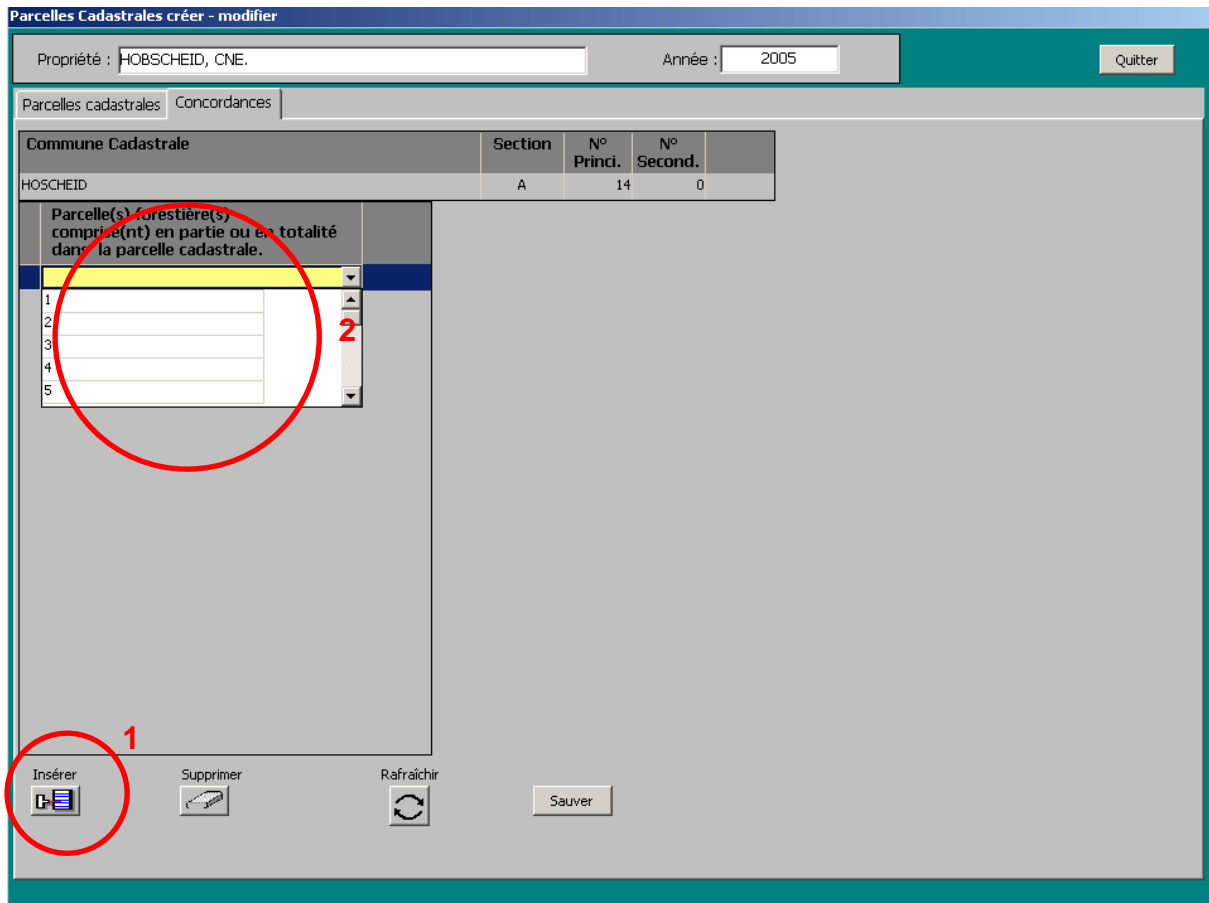 Parcelles Cadastrales créer - modifier
Propriété : HOBSCHEID, CNE. Année : 2005 Quitter
Parcelles cadastrales Concordances
Commune Cadastrale Section N° Princi. N° Second.
HOSCHEID A 14 0
Parcelle(s) forestière(s)
comprise(nt) en partie ou en totalité
dans la parcelle cadastrale.
1
2
3
4
5
2
1
Insérer Supprimer Rafraîchir
Sauver